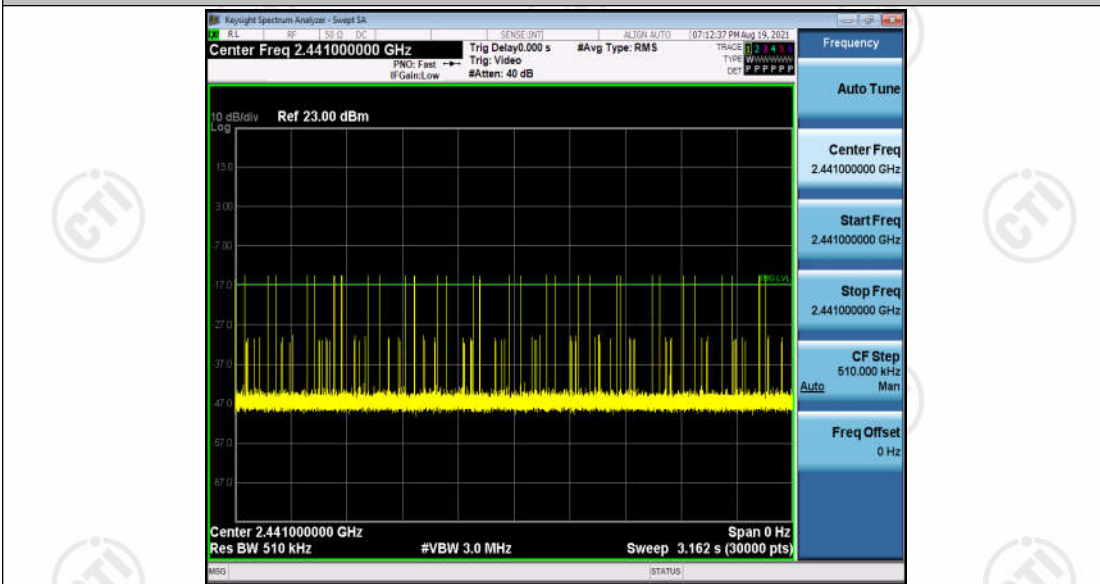 Keysight Spectrum Analyzer - Swept SA
RL RF 50 Ω DC SENSE:INT ALIGN AUTO 07:12:37 PM Aug 19, 2021
Center Freq 2.441000000 GHz
PNO: Fast
IFGain:Low
Trig Delay0.000 s
Trig: Video
#Atten: 40 dB
#Avg Type: RMS
TRACE 1 2 3 4 5 6
TYPE WWWWWW
DET P P P P P P
10 dB/div Ref 23.00 dBm
Log
13.0
3.00
-7.00
-17.0
-27.0
-37.0
-47.0
-57.0
-67.0
TRIG LVL
Center 2.441000000 GHz Span 0 Hz
Res BW 510 kHz #VBW 3.0 MHz Sweep 3.162 s (30000 pts)
MSG STATUS
Frequency
Auto Tune
Center Freq
2.441000000 GHz
Start Freq
2.441000000 GHz
Stop Freq
2.441000000 GHz
CF Step
510.000 kHz
Auto Man
Freq Offset
0 Hz
CTI
CTI